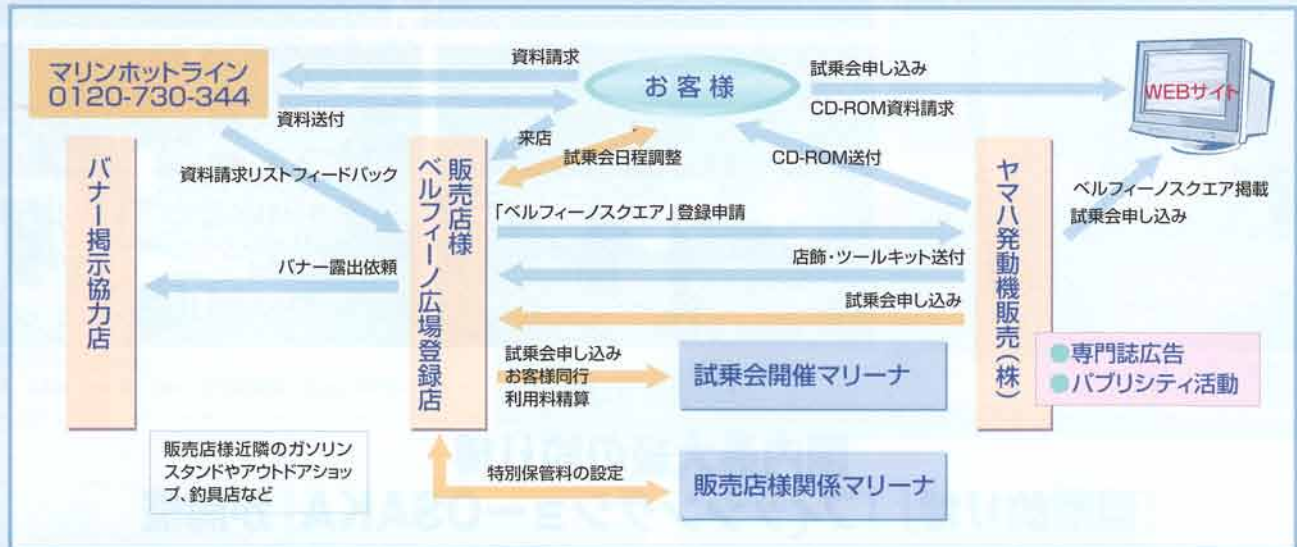 ●展開スキーム図
マリンホットライン
0120-730-344
資料請求
資料送付
お客様
試乗会申し込み
CD-ROM資料請求
WEBサイト
来店
試乗会日程調整
CD-ROM送付
資料請求リストフィードバック
バナー掲示協力店
販売店様
ベルフィーノ広場登録店
ヤマハ発動機販売(株)
ベルフィーノスクエア掲載
試乗会申し込み
「ベルフィーノスクエア」登録申請
バナー露出依頼
店飾・ツールキット送付
試乗会申し込み
●専門誌広告
●パブリシティ活動
試乗会申し込み
お客様同行
利用料精算
試乗会開催マリーナ
販売店様近隣のガソリン
スタンドやアウトドアショッ
プ、釣具店など
特別保管料の設定
販売店様関係マリーナ